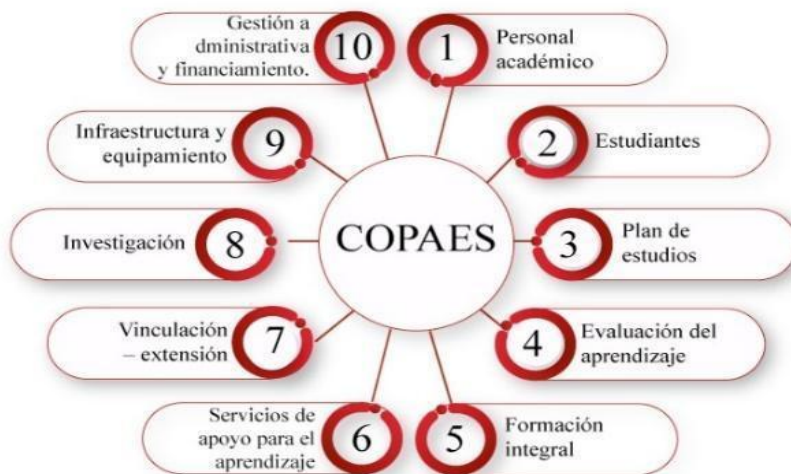 COPAES
1
Personal
académico
2
Estudiantes
3
Plan de
estudios
4
Evaluación del
aprendizaje
5
Formación
integral
6
Servicios de
apoyo para el
aprendizaje
7
Vinculación
– extensión
8
Investigación
9
Infraestructura y
equipamiento
10
Gestión a
dministrativa
y financiamiento.